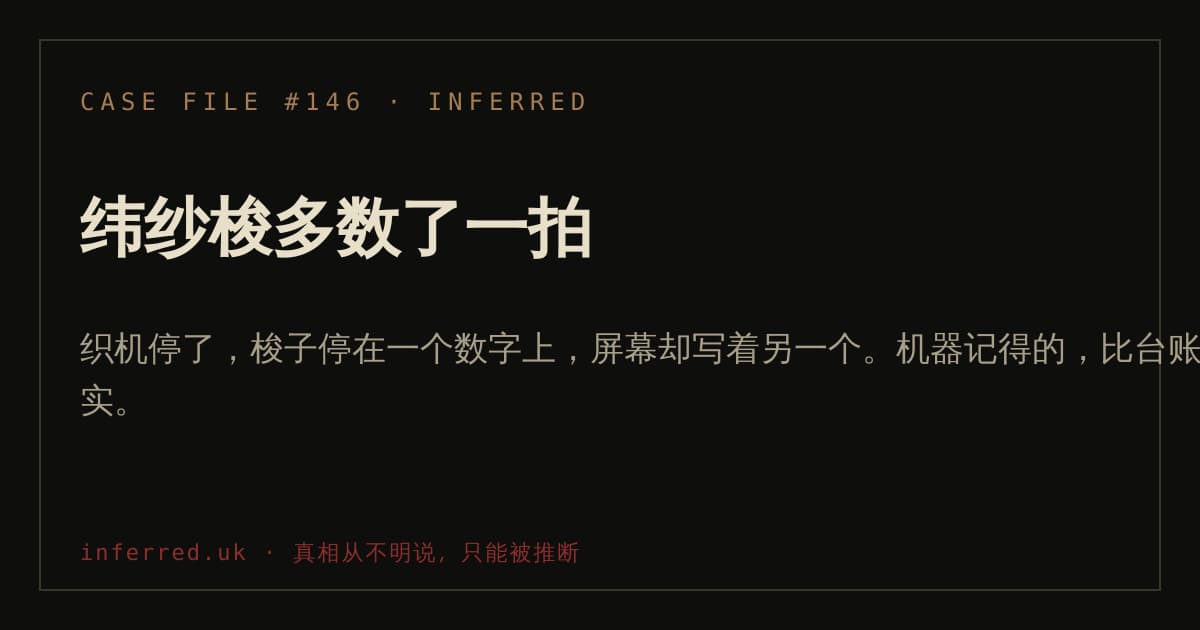 CASE FILE #146 · INFERRED
纬纱梭多数了一拍
织机停了，梭子停在一个数字上，屏幕却写着另一个。机器记得的，比台账
实。
inferred.uk · 真相从不明说，只能被推断